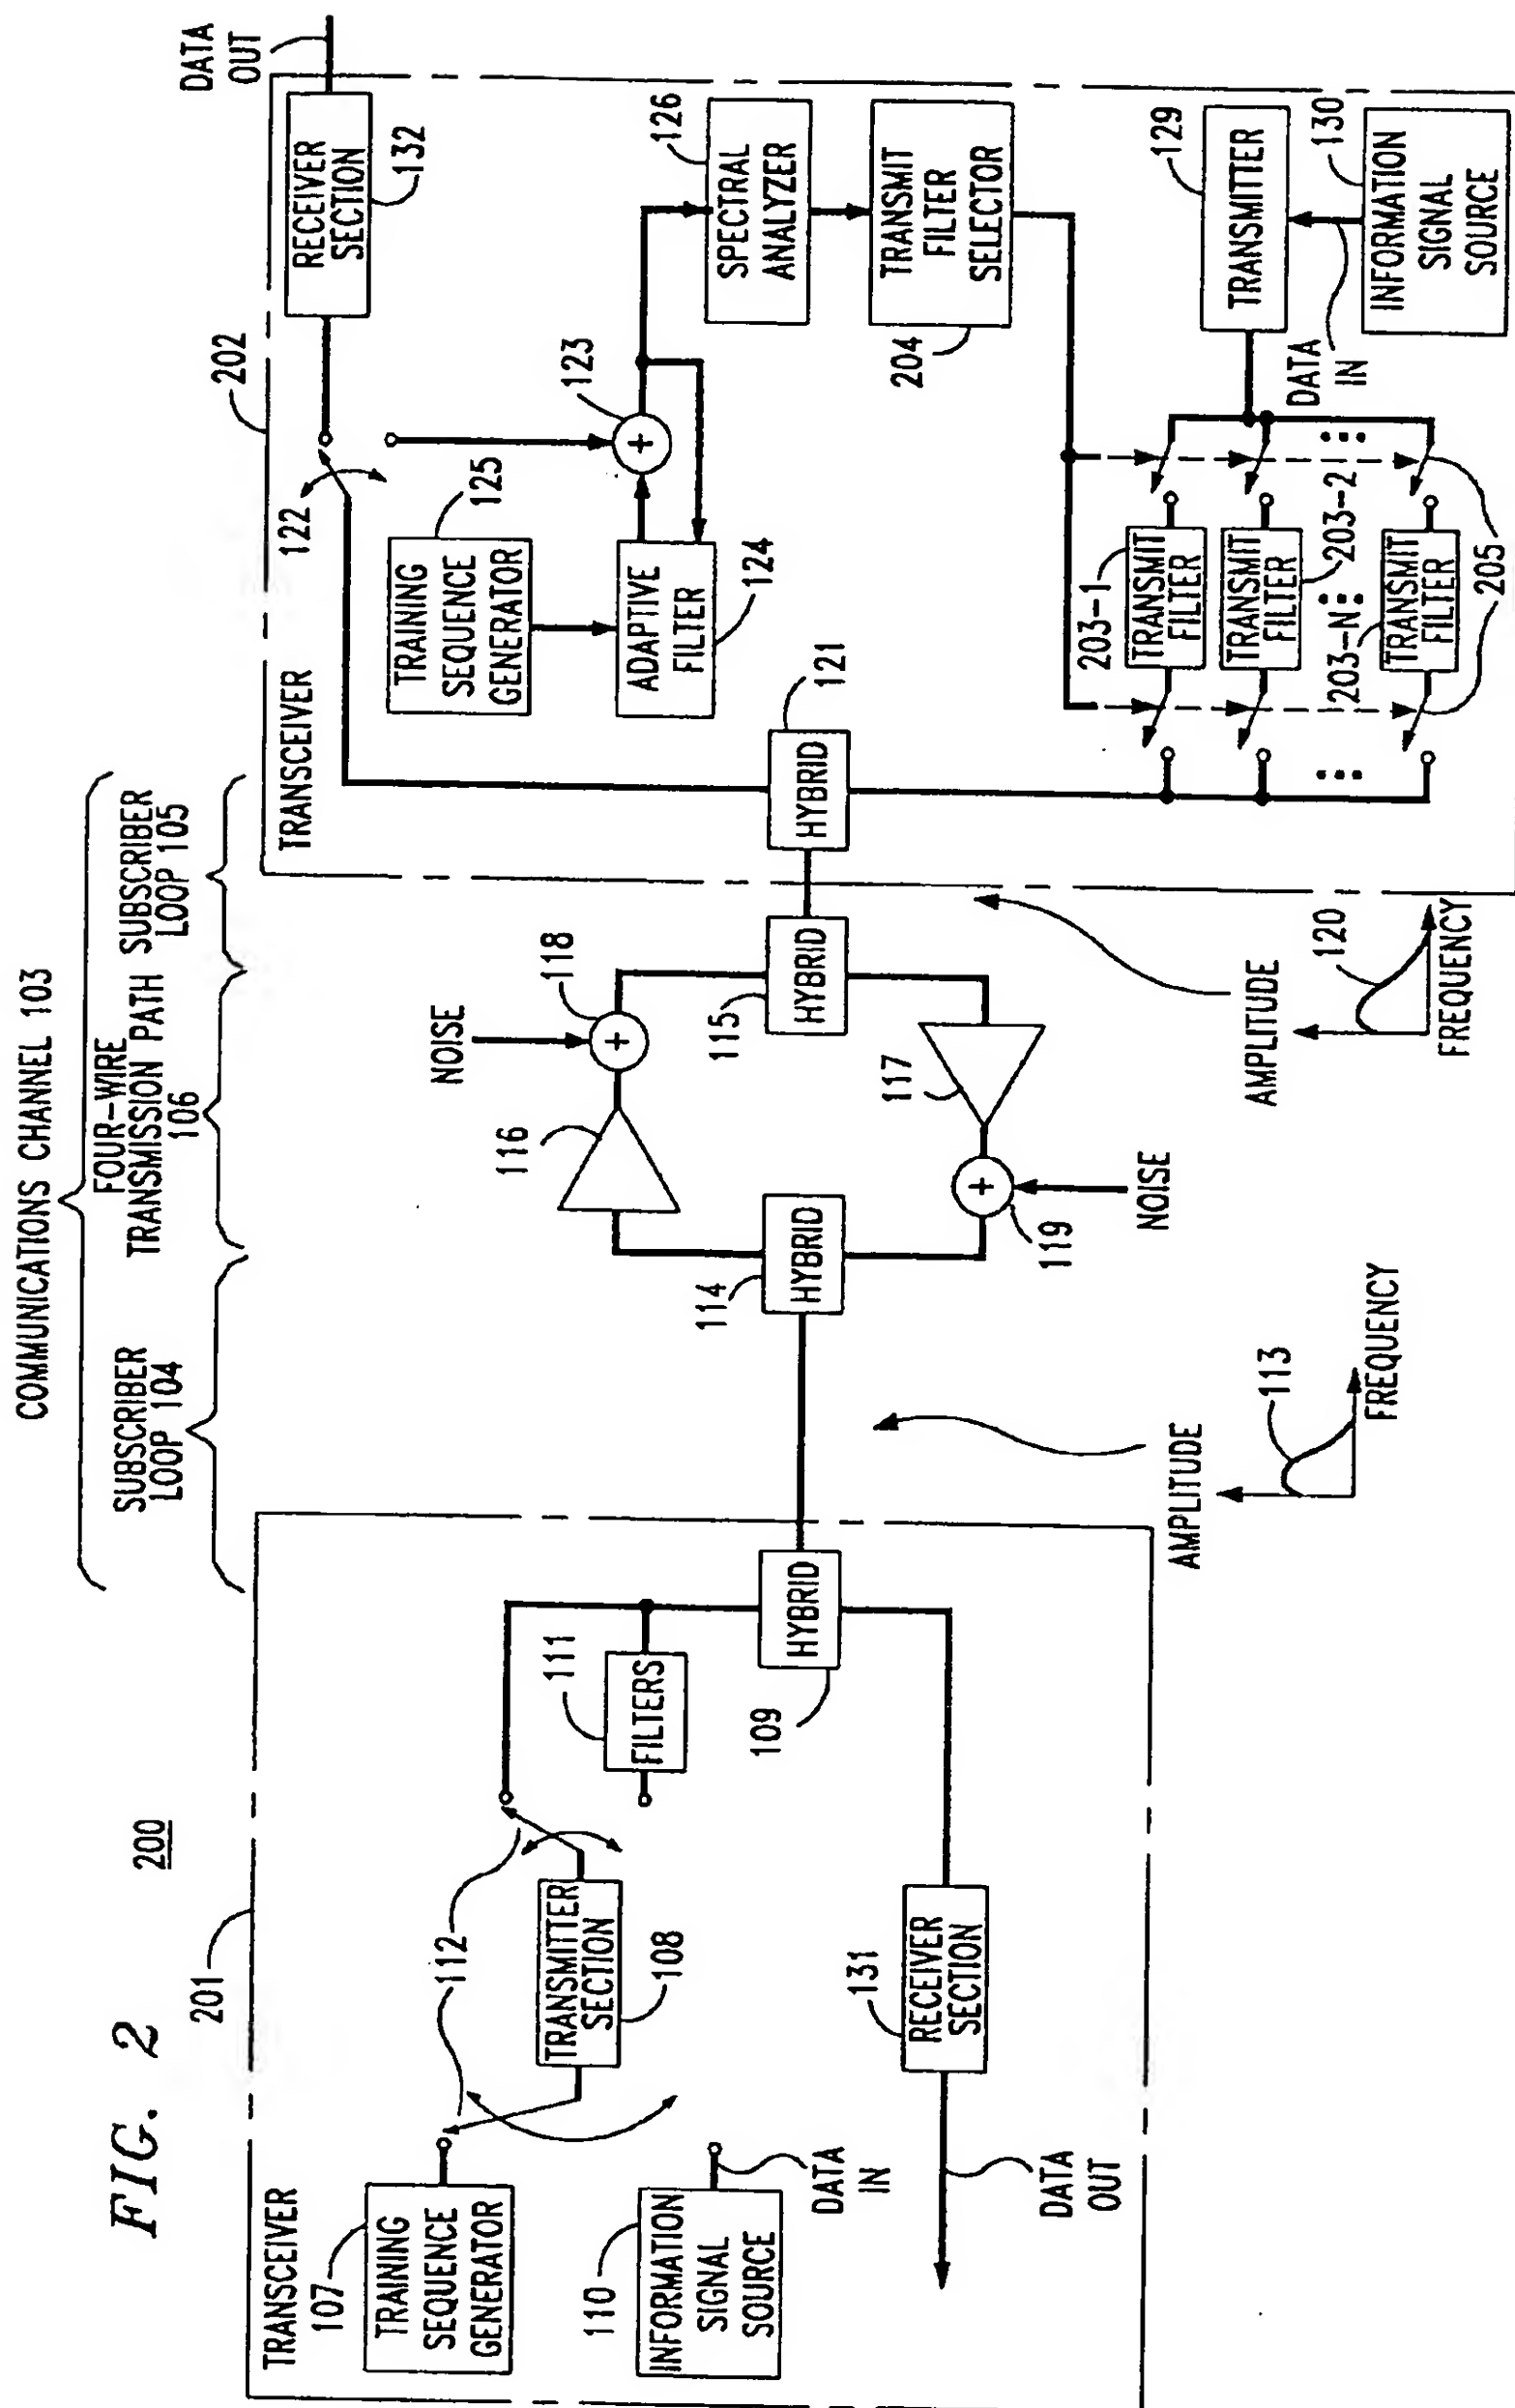 FIG. 2
200
COMMUNICATIONS CHANNEL 103
SUBSCRIBER
LOOP 104
FOUR-WIRE
TRANSMISSION PATH
106
SUBSCRIBER
LOOP 105
201
TRANSCEIVER
107
TRAINING
SEQUENCE
GENERATOR
112
TRANSMITTER
SECTION
108
111
FILTERS
110
INFORMATION
SIGNAL
SOURCE
DATA
IN
HYBRID
109
131
RECEIVER
SECTION
DATA
OUT
NOISE
116
+
118
114
HYBRID
115
HYBRID
117
+
119
NOISE
AMPLITUDE
113
FREQUENCY
AMPLITUDE
120
FREQUENCY
202
TRANSCEIVER
122
RECEIVER
SECTION
132
DATA
OUT
TRAINING
SEQUENCE
GENERATOR
125
123
+
ADAPTIVE
FILTER
124
126
SPECTRAL
ANALYZER
TRANSMIT
FILTER
SELECTOR
204
121
HYBRID
203-1
TRANSMIT
FILTER
TRANSMIT
FILTER
203-2
203-N
TRANSMIT
FILTER
205
129
TRANSMITTER
DATA
IN
130
INFORMATION
SIGNAL
SOURCE